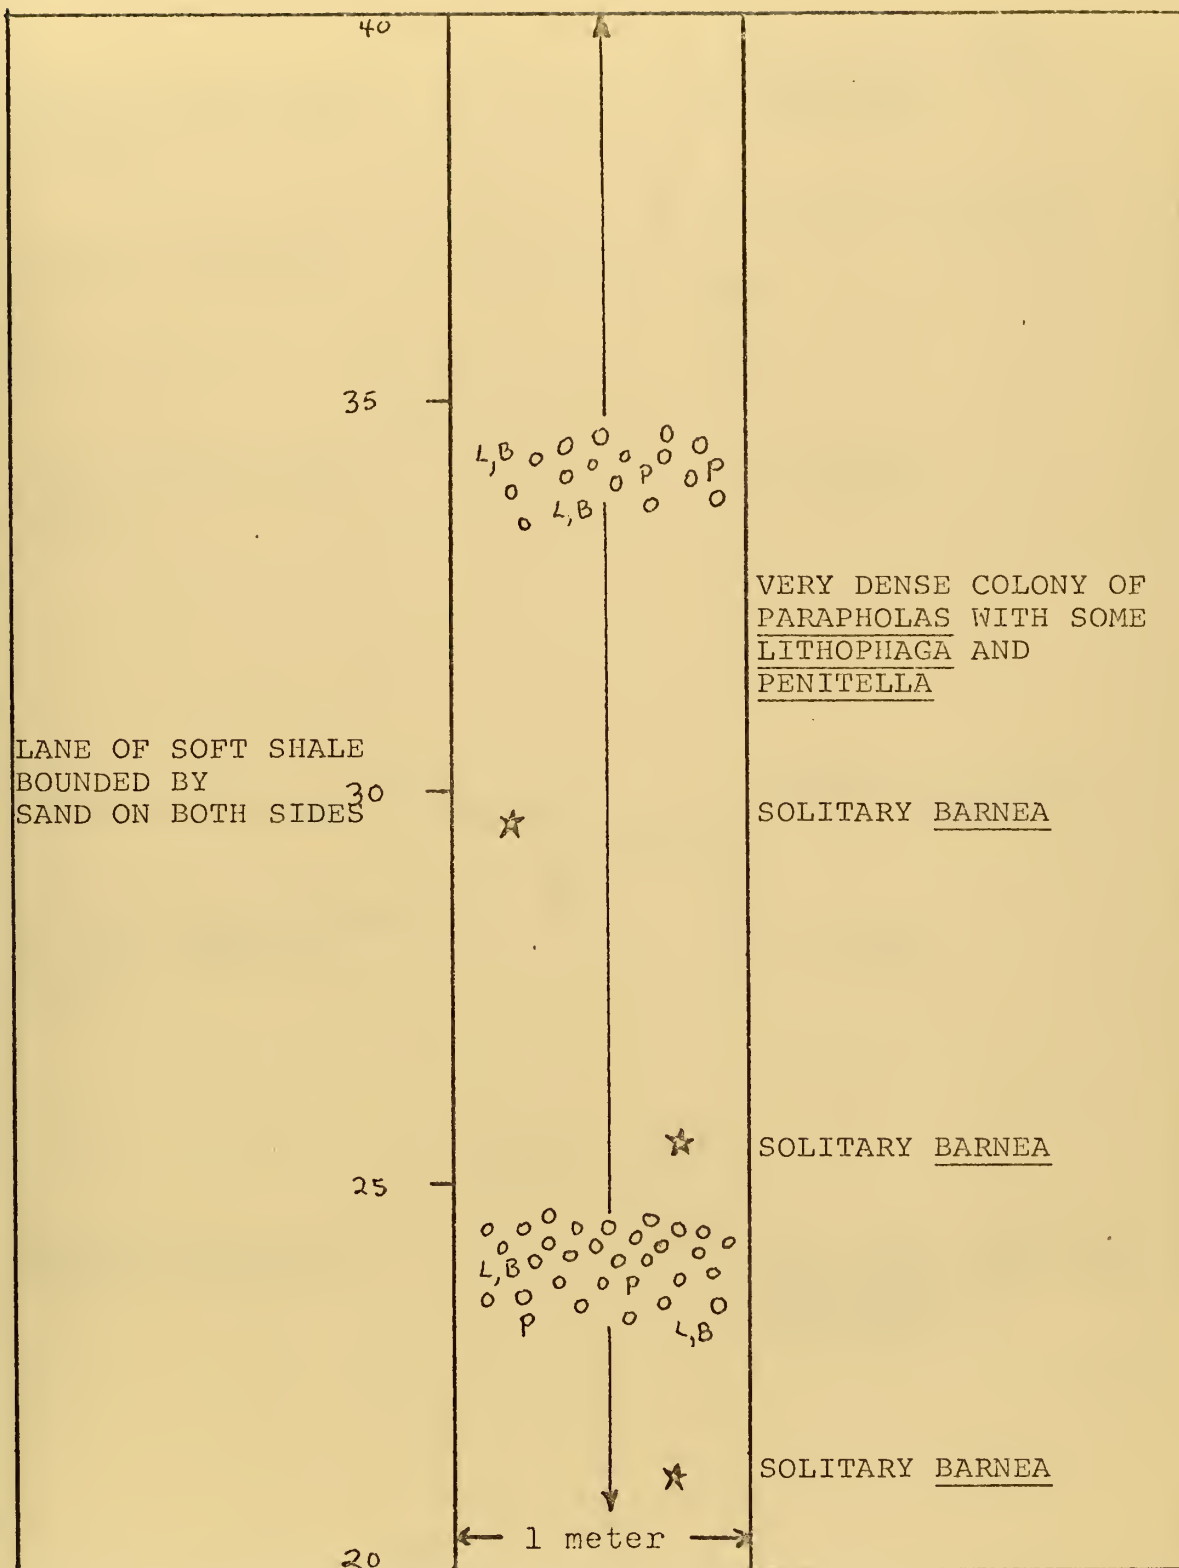 40
35
L,B
P
P
L,B
VERY DENSE COLONY OF
PARAPHOLAS WITH SOME
LITHOPHAGA AND
PENITELLA
LANE OF SOFT SHALE
BOUNDED BY
SAND ON BOTH SIDES
30
SOLITARY BARNEA
SOLITARY BARNEA
25
L,B
P
P
L,B
SOLITARY BARNEA
1 meter
20